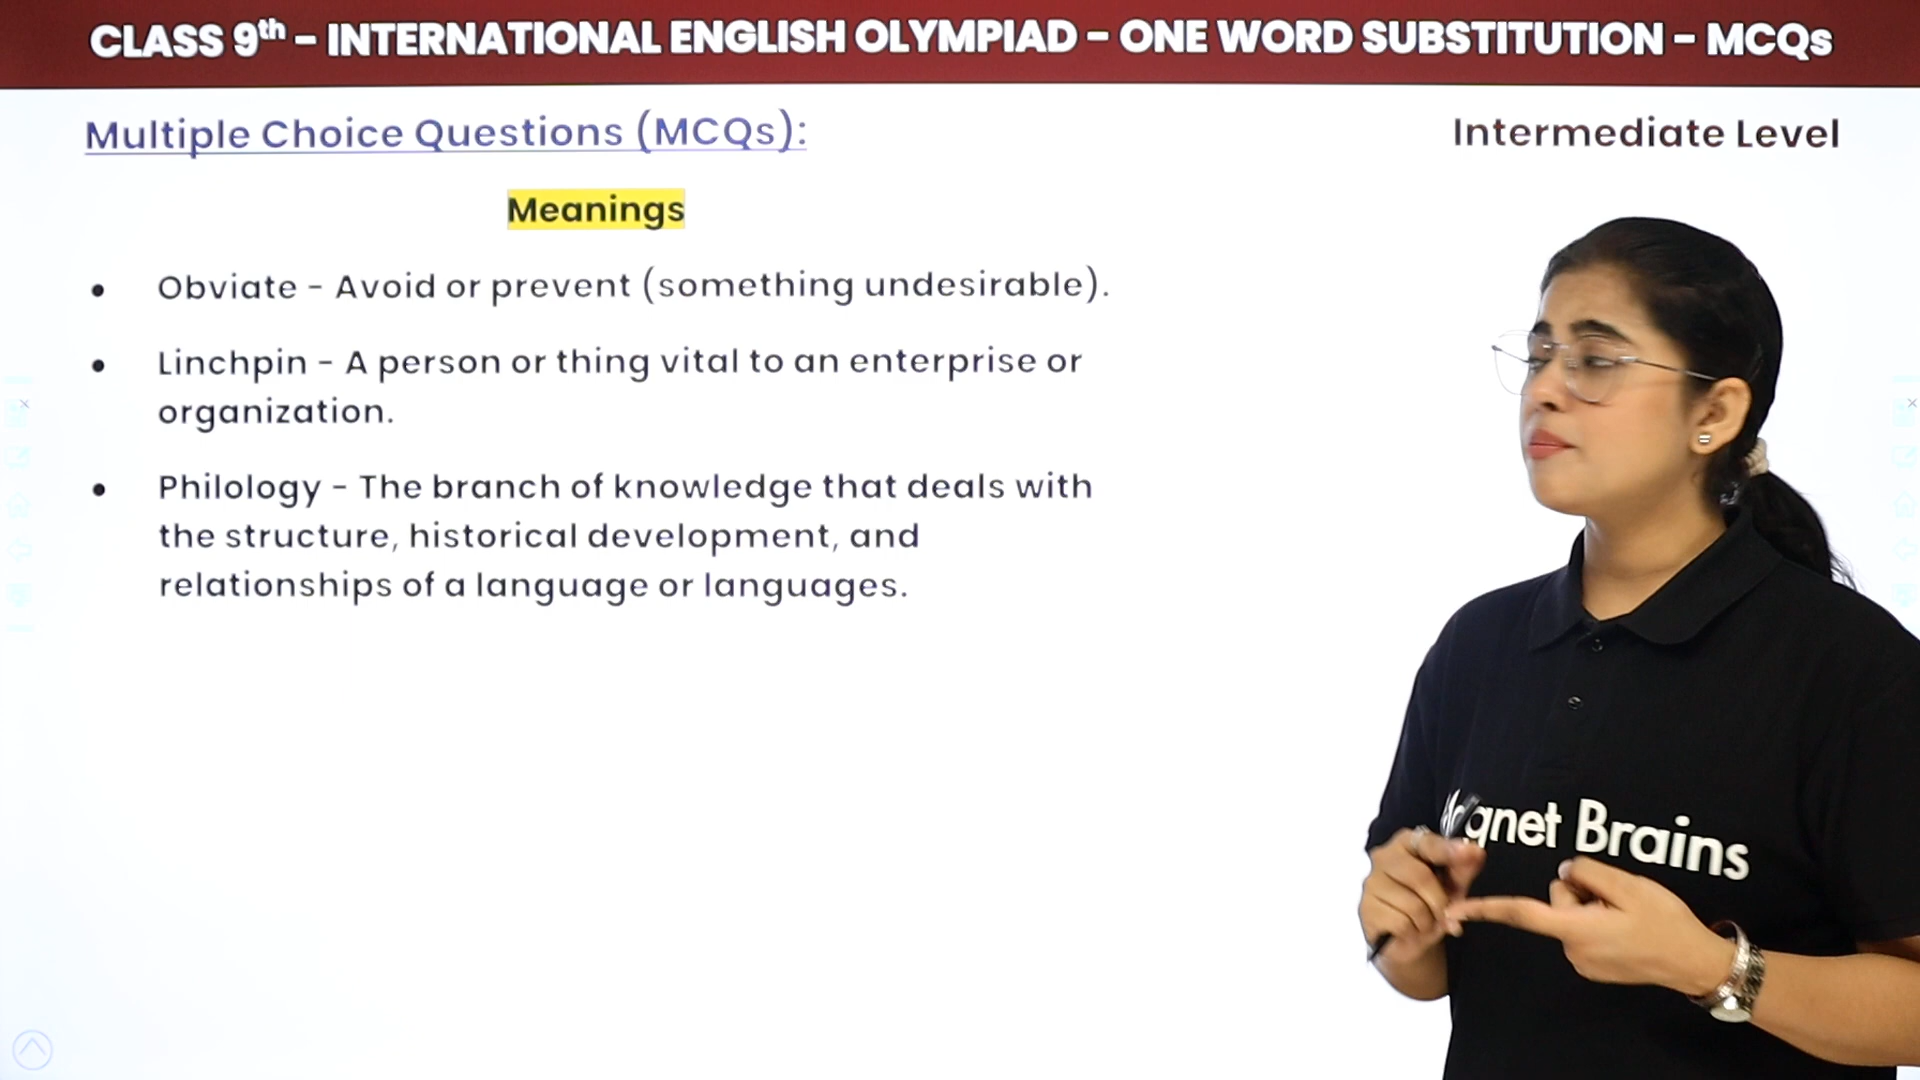 CLASS 9th – INTERNATIONAL ENGLISH OLYMPIAD – ONE WORD SUBSTITUTION – MCQs
Multiple Choice Questions (MCQs):
Intermediate Level
Meanings
• Obviate – Avoid or prevent (something undesirable).
• Linchpin – A person or thing vital to an enterprise or
organization.
• Philology – The branch of knowledge that deals with
the structure, historical development, and
relationships of a language or languages.
Brains